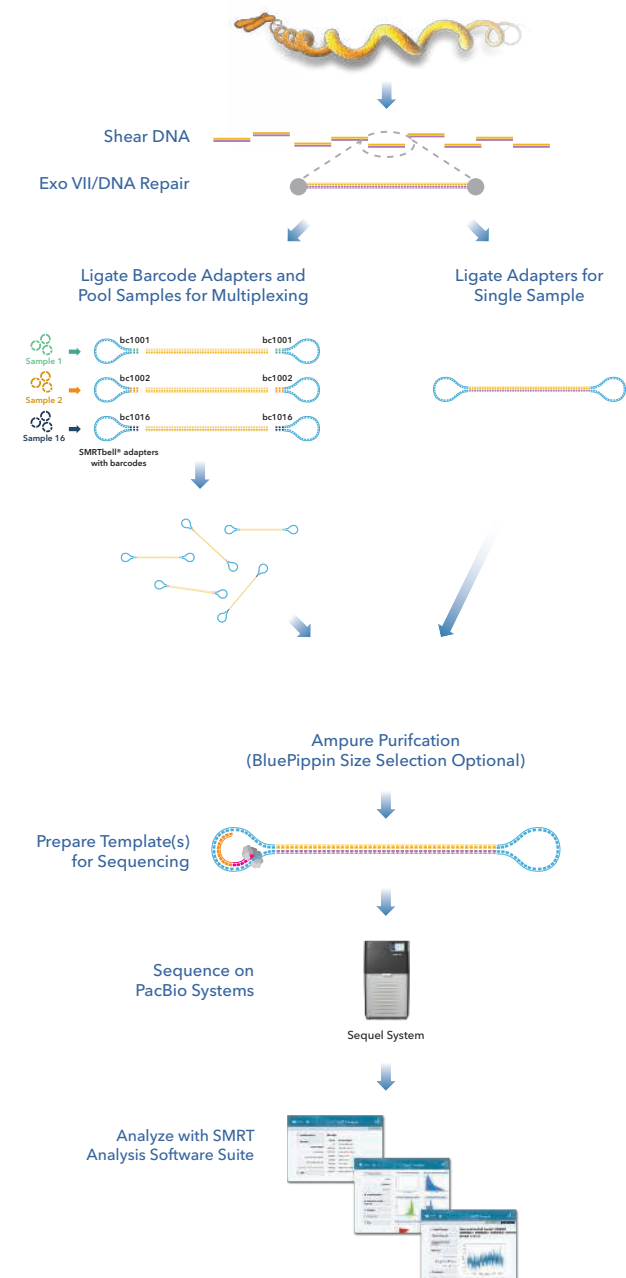 Shear DNA
Exo VII/DNA Repair
Ligate Barcode Adapters and
Pool Samples for Multiplexing
Ligate Adapters for
Single Sample
bc1001
bc1001
Sample 1
bc1002
bc1002
Sample 2
bc1016
bc1016
Sample 16
SMRTbell® adapters
with barcodes
Ampure Purifcation
(BluePippin Size Selection Optional)
Prepare Template(s)
for Sequencing
Sequence on
PacBio Systems
Sequel System
Analyze with SMRT
Analysis Software Suite